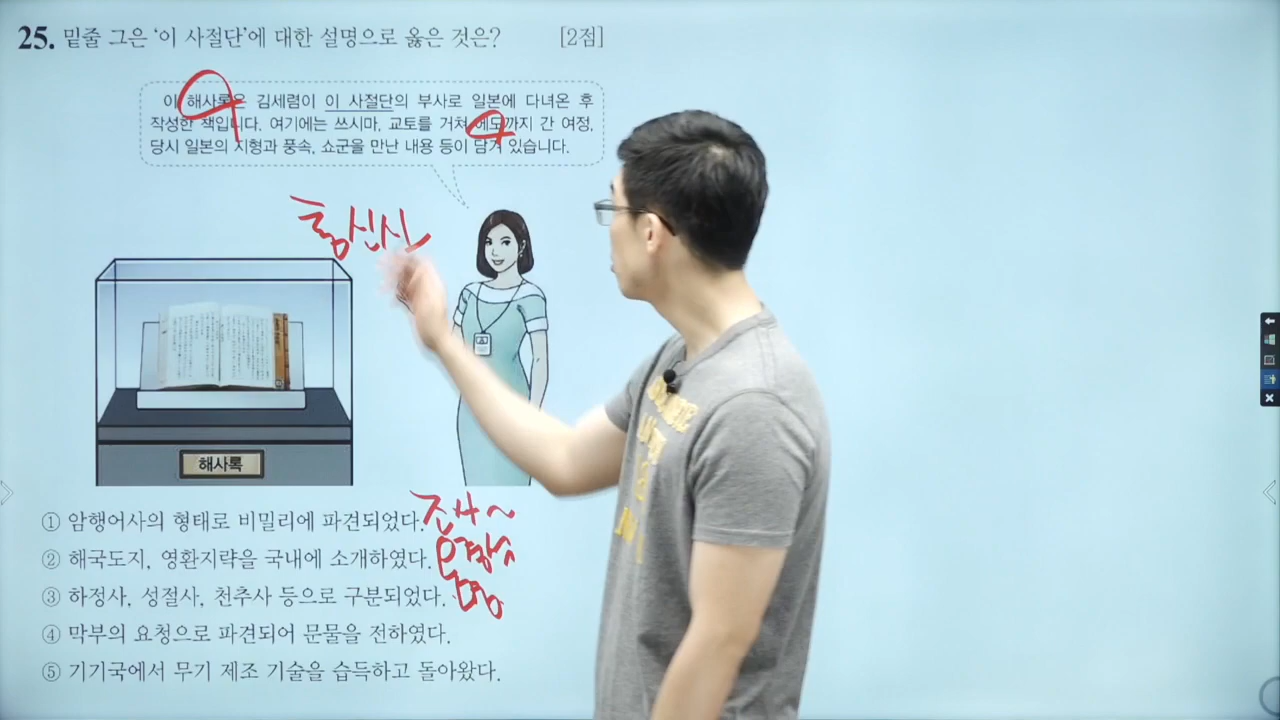 25. 밑줄 그은 '이 사절단'에 대한 설명으로 옳은 것은? [2점]
이 해사록은 김세렴이 이 사절단의 부사로 일본에 다녀온 후
작성한 책입니다. 여기에는 쓰시마, 교토를 거쳐 에도까지 간 여정,
당시 일본의 지형과 풍속, 쇼군을 만난 내용 등이 담겨 있습니다.
통신사
해사록
① 암행어사의 형태로 비밀리에 파견되었다. 조사~
② 해국도지, 영환지략을 국내에 소개하였다. 오경석
③ 하정사, 성절사, 천추사 등으로 구분되었다.
④ 막부의 요청으로 파견되어 문물을 전하였다.
⑤ 기기국에서 무기 제조 기술을 습득하고 돌아왔다.